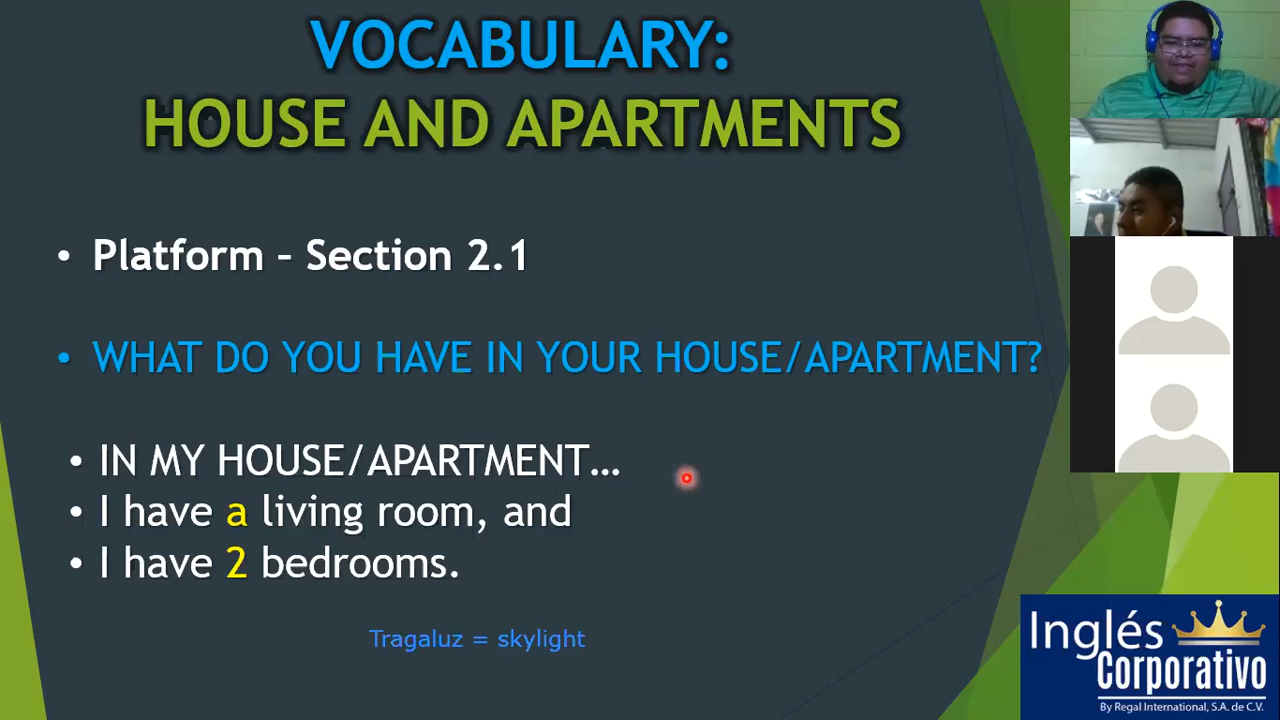 VOCABULARY:
HOUSE AND APARTMENTS
• Platform – Section 2.1
• WHAT DO YOU HAVE IN YOUR HOUSE/APARTMENT?
• IN MY HOUSE/APARTMENT...
• I have a living room, and
• I have 2 bedrooms.
Tragaluz = skylight
Inglés
Corporativo
By Regal International, S.A. de C.V.